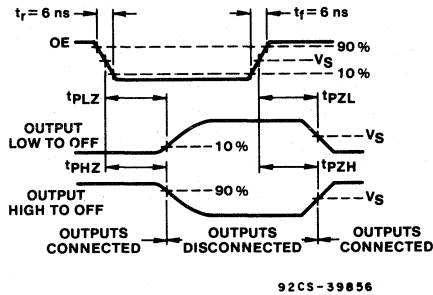 tr= 6 ns
tf= 6 ns
OE
90 %
VS
10 %
tPLZ
tPZL
OUTPUT
LOW TO OFF
10 %
VS
tPHZ
tPZH
OUTPUT
HIGH TO OFF
90 %
VS
OUTPUTS
CONNECTED
OUTPUTS
DISCONNECTED
OUTPUTS
CONNECTED
92CS-39856